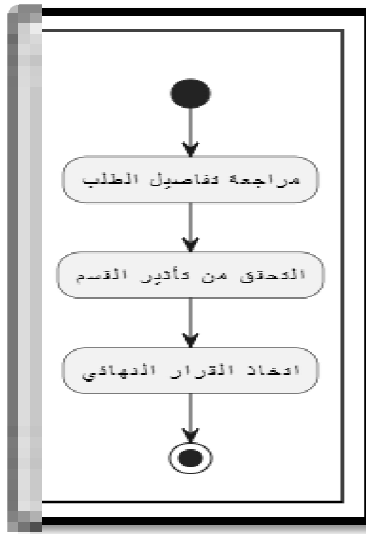 مراجعة تفاصيل الطلب
التحقق من تأثير القسم
اتخاذ القرار النهائي